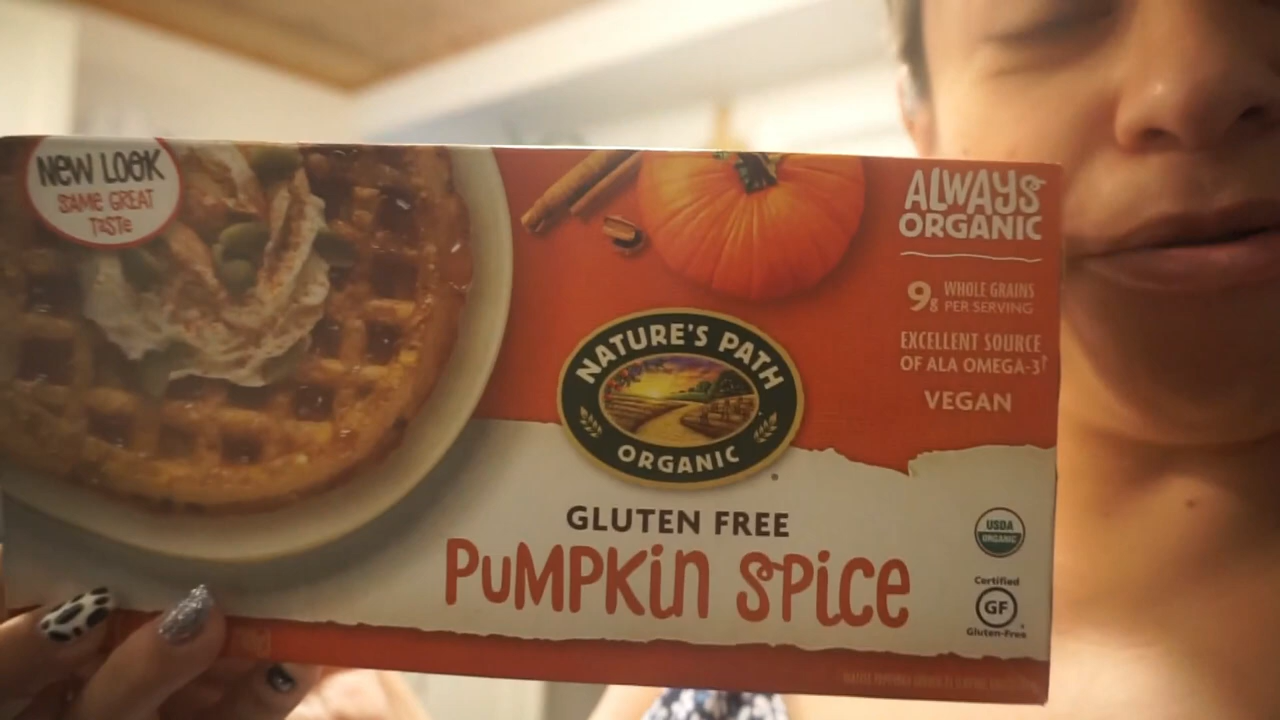 NEW LOOK
SAME GREAT
TaSTe
ALWAYS
ORGANIC
9g WHOLE GRAINS
PER SERVING
EXCELLENT SOURCE
OF ALA OMEGA-3†
VEGAN
NATURE'S PATH
ORGANIC
GLUTEN FREE
PuMPKin SPice
USDA
ORGANIC
Certified
GF
Gluten-Free